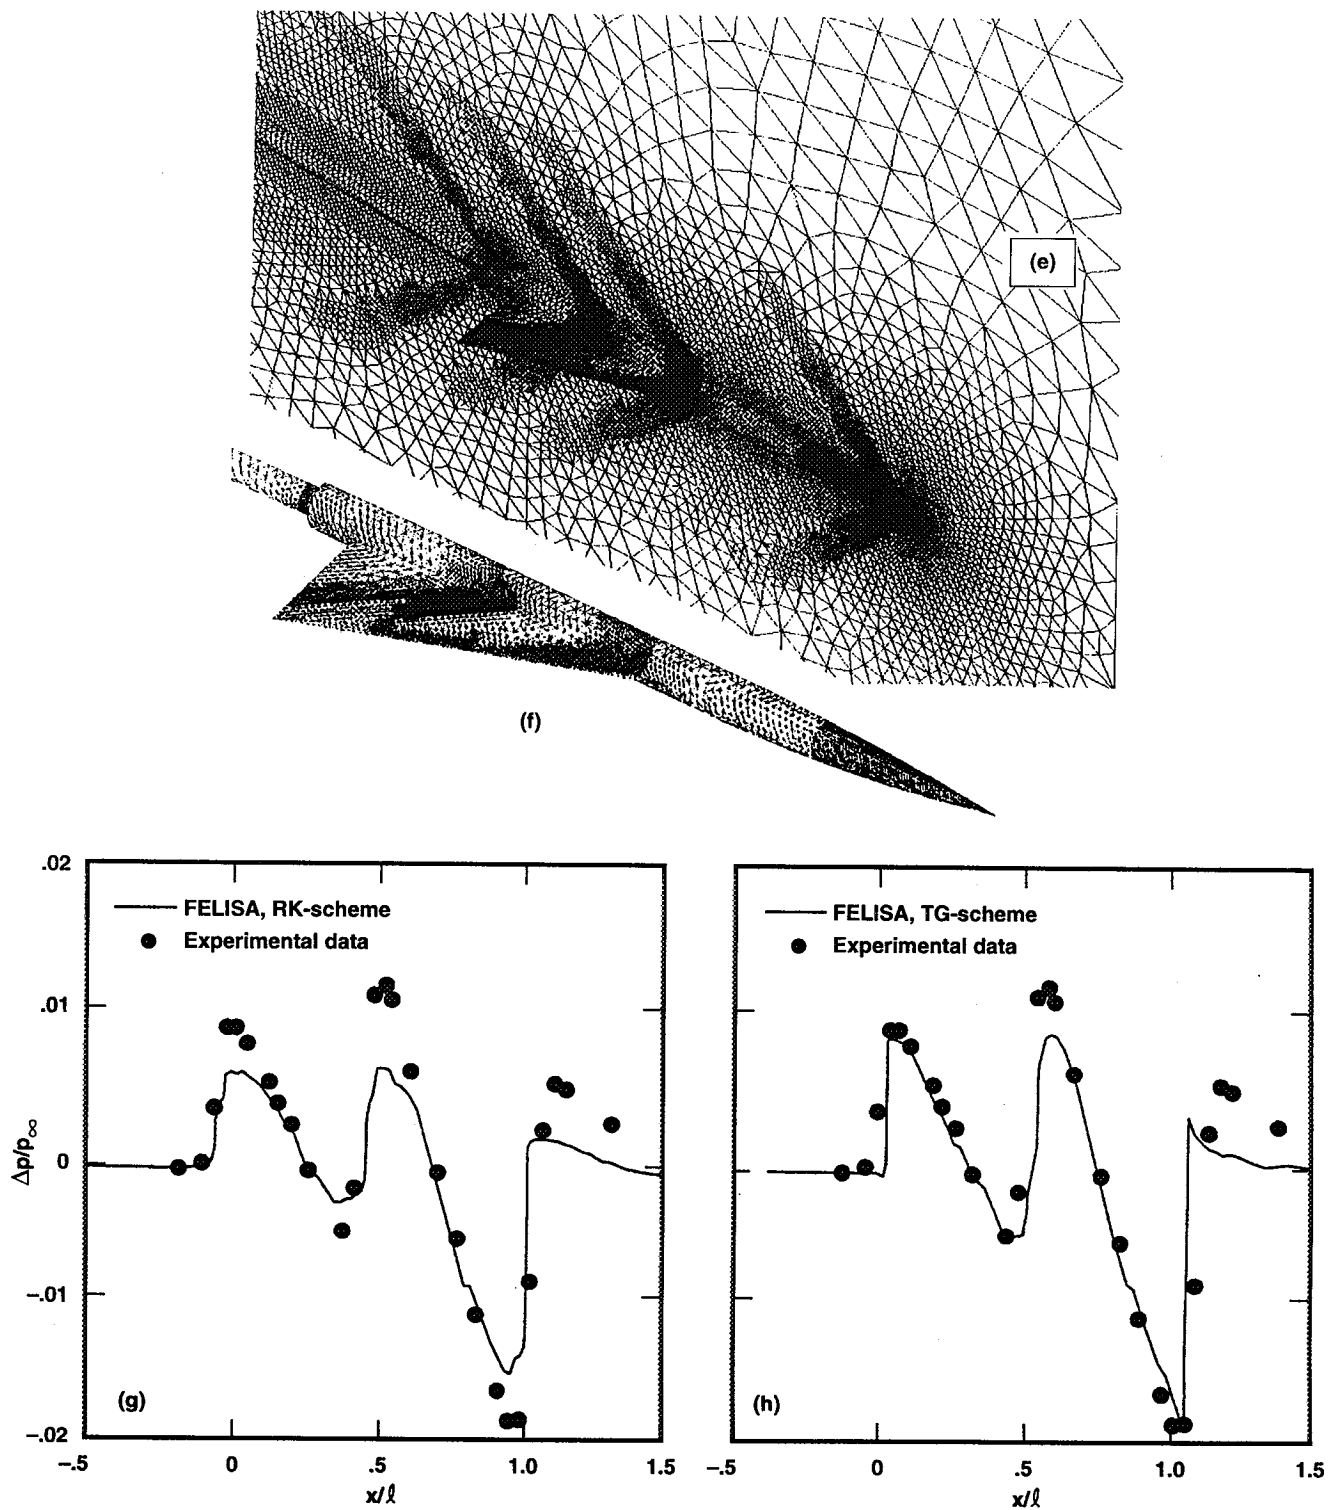 (e)
(f)
.02
.01
0
–.01
–.02
Δp/p∞
FELISA, RK-scheme
Experimental data
(g)
–.5
0
.5
1.0
1.5
x/ℓ
FELISA, TG-scheme
Experimental data
(h)
–.5
0
.5
1.0
1.5
x/ℓ